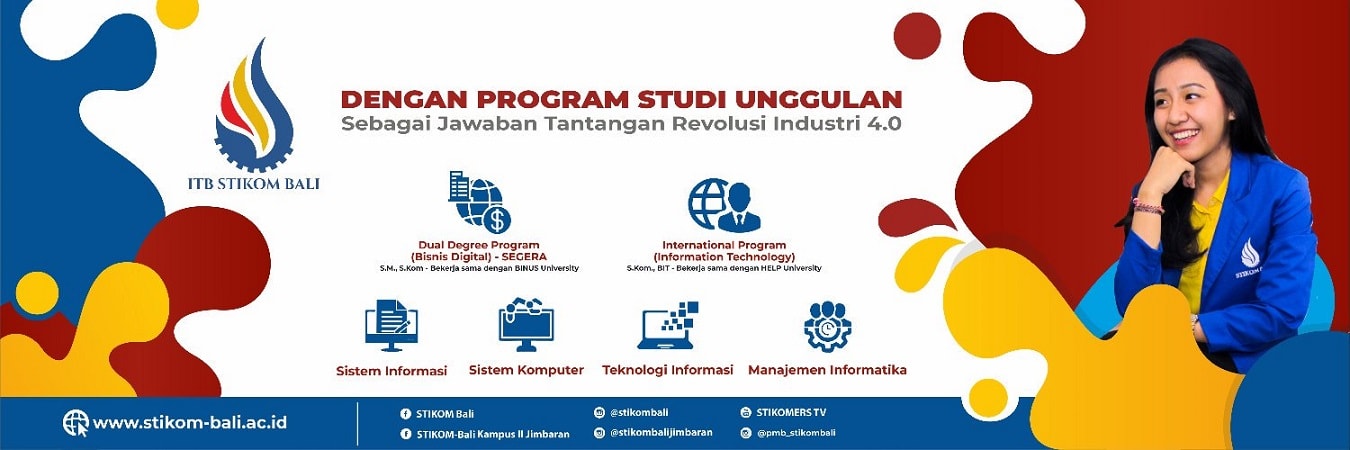 ITB STIKOM BALI
DENGAN PROGRAM STUDI UNGGULAN
Sebagai Jawaban Tantangan Revolusi Industri 4.0
Dual Degree Program
(Bisnis Digital) - SEGERA
S.M., S.Kom - Bekerja sama dengan BINUS University
International Program
(Information Technology)
S.Kom., BIT - Bekerja sama dengan HELP University
Sistem Informasi
Sistem Komputer
Teknologi Informasi
Manajemen Informatika
www.stikom-bali.ac.id
STIKOM Bali
STIKOM-Bali Kampus II Jimbaran
@stikombali
@stikombalijimbaran
STIKOMERS TV
@pmb_stikombali